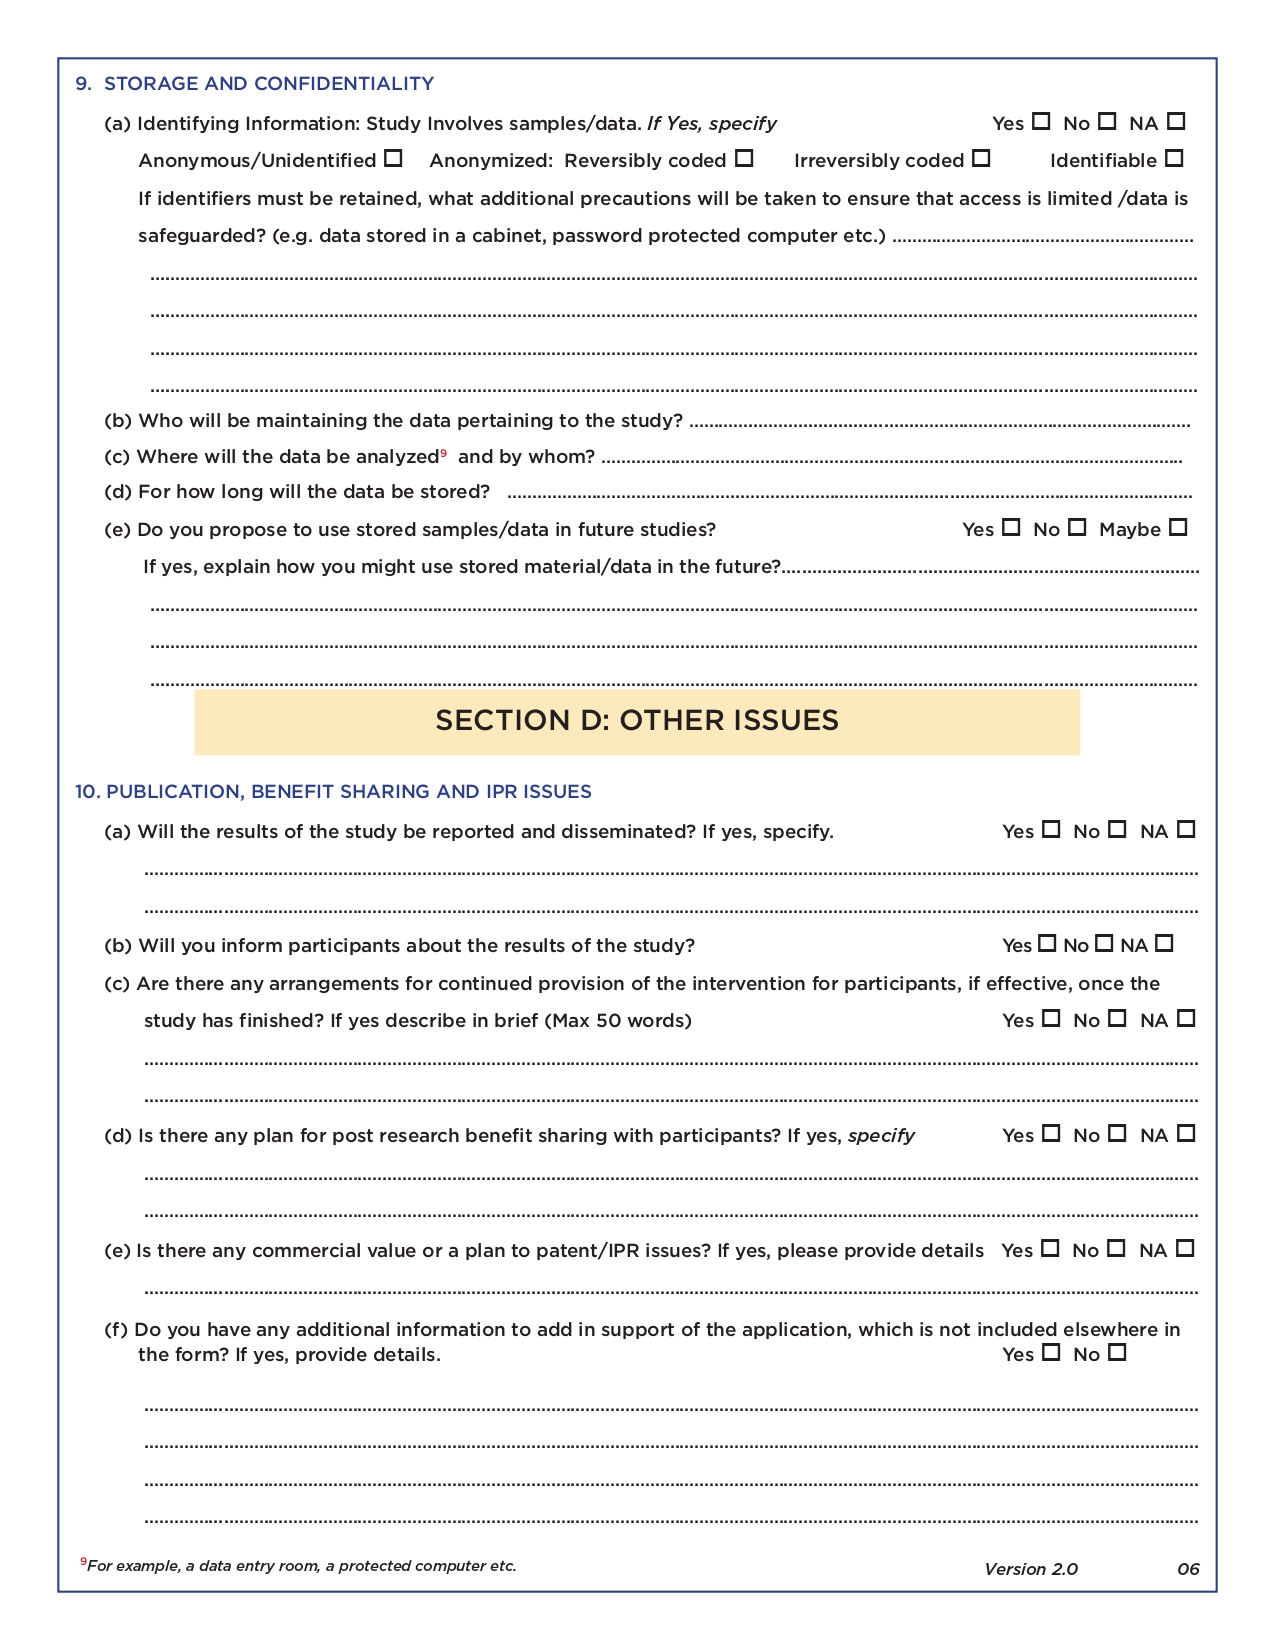 9. STORAGE AND CONFIDENTIALITY
(a) Identifying Information: Study Involves samples/data. If Yes, specify Yes ☐ No ☐ NA ☐
Anonymous/Unidentified ☐ Anonymized: Reversibly coded ☐ Irreversibly coded ☐ Identifiable ☐
If identifiers must be retained, what additional precautions will be taken to ensure that access is limited /data is
safeguarded? (e.g. data stored in a cabinet, password protected computer etc.) ............................................................
....................................................................................................
....................................................................................................
....................................................................................................
....................................................................................................
(b) Who will be maintaining the data pertaining to the study? ............................................................
(c) Where will the data be analyzed⁹ and by whom? ............................................................
(d) For how long will the data be stored? ............................................................
(e) Do you propose to use stored samples/data in future studies? Yes ☐ No ☐ Maybe ☐
If yes, explain how you might use stored material/data in the future?............................................................
....................................................................................................
....................................................................................................
....................................................................................................
SECTION D: OTHER ISSUES
10. PUBLICATION, BENEFIT SHARING AND IPR ISSUES
(a) Will the results of the study be reported and disseminated? If yes, specify. Yes ☐ No ☐ NA ☐
....................................................................................................
....................................................................................................
(b) Will you inform participants about the results of the study? Yes ☐ No ☐ NA ☐
(c) Are there any arrangements for continued provision of the intervention for participants, if effective, once the
study has finished? If yes describe in brief (Max 50 words) Yes ☐ No ☐ NA ☐
....................................................................................................
....................................................................................................
(d) Is there any plan for post research benefit sharing with participants? If yes, specify Yes ☐ No ☐ NA ☐
....................................................................................................
....................................................................................................
(e) Is there any commercial value or a plan to patent/IPR issues? If yes, please provide details Yes ☐ No ☐ NA ☐
....................................................................................................
(f) Do you have any additional information to add in support of the application, which is not included elsewhere in
the form? If yes, provide details. Yes ☐ No ☐
....................................................................................................
....................................................................................................
....................................................................................................
....................................................................................................
⁹For example, a data entry room, a protected computer etc.
Version 2.0 06